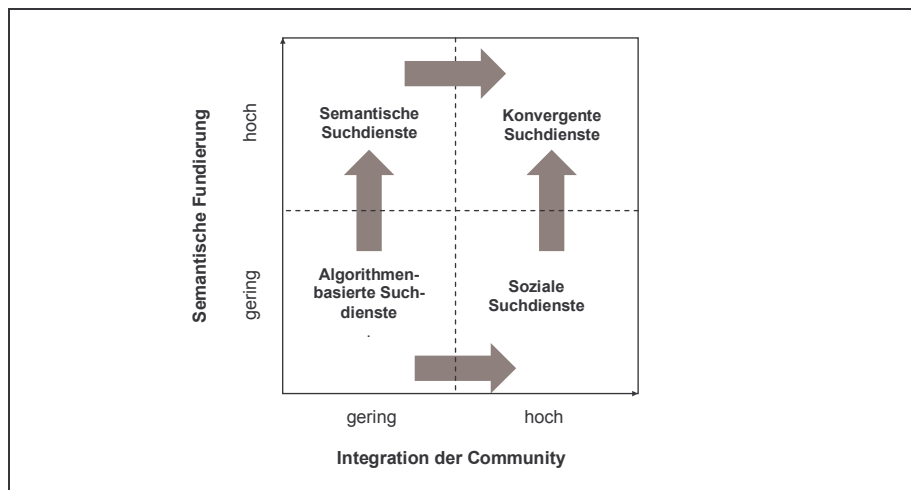 Semantische Fundierung
hoch
gering
Semantische
Suchdienste
Konvergente
Suchdienste
Algorithmen-
basierte Such-
dienste
.
Soziale
Suchdienste
gering
hoch
Integration der Community